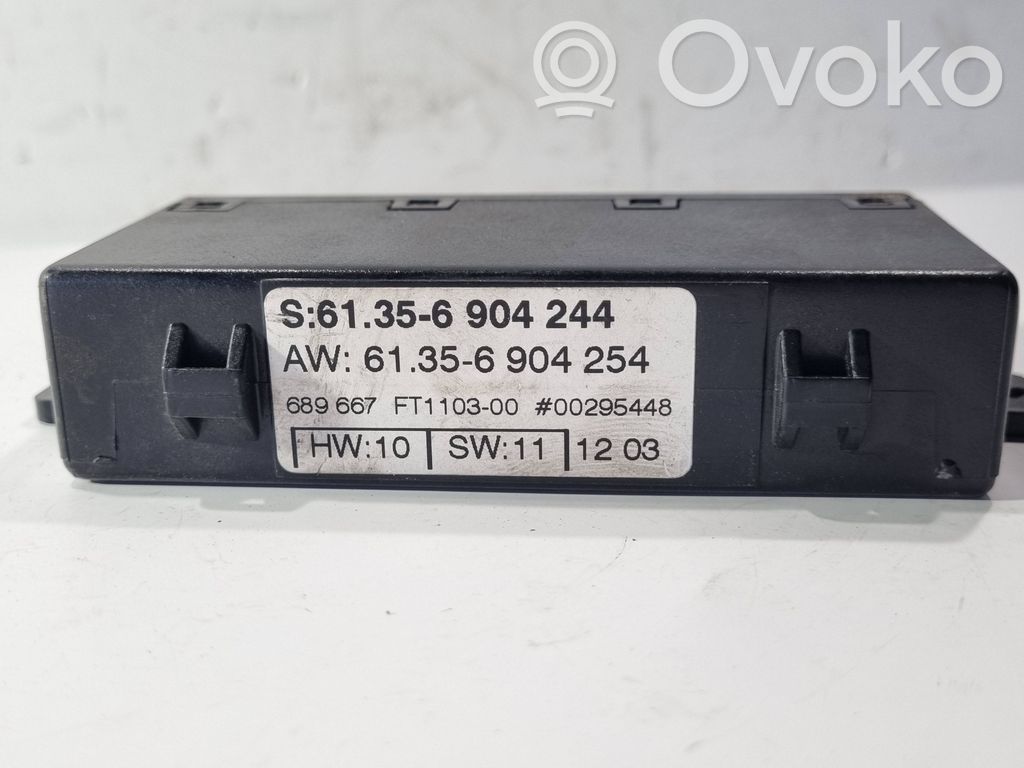 Ovoko
S:61.35-6 904 244
AW: 61.35-6 904 254
689 667 FT1103-00 #00295448
HW:10 SW:11 12 03